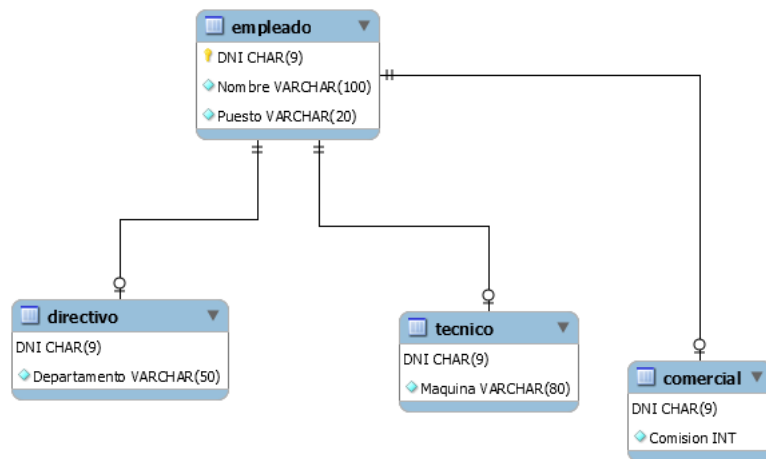 empleado
DNI CHAR(9)
Nombre VARCHAR(100)
Puesto VARCHAR(20)
directivo
DNI CHAR(9)
Departamento VARCHAR(50)
tecnico
DNI CHAR(9)
Maquina VARCHAR(80)
comercial
DNI CHAR(9)
Comision INT